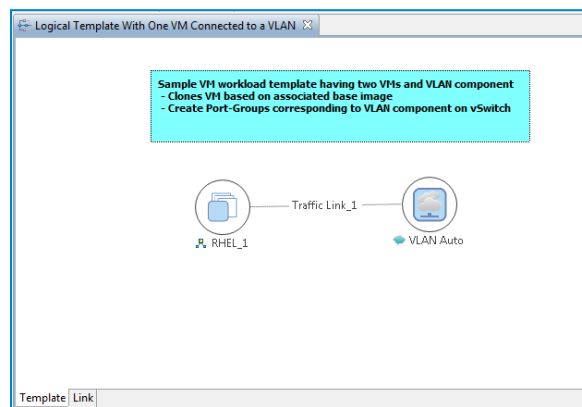 Logical Template With One VM Connected to a VLAN
Sample VM workload template having two VMs and VLAN component
- Clones VM based on associated base image
- Create Port-Groups corresponding to VLAN component on vSwitch
Traffic Link_1
RHEL_1
VLAN Auto
Template Link